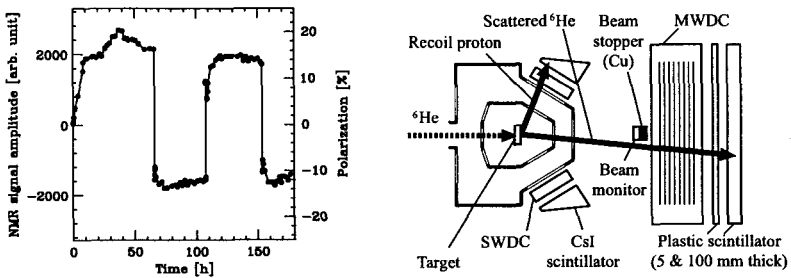 NMR signal amplitude [arb. unit]
2000
0
−2000
20
10
0
−10
−20
Polarization [%]
0
50
100
150
Time [h]
Scattered ⁶He
Recoil proton
Beam
stopper
(Cu)
MWDC
⁶He
Beam
monitor
SWDC
CsI
scintillator
Target
Plastic scintillator
(5 & 100 mm thick)